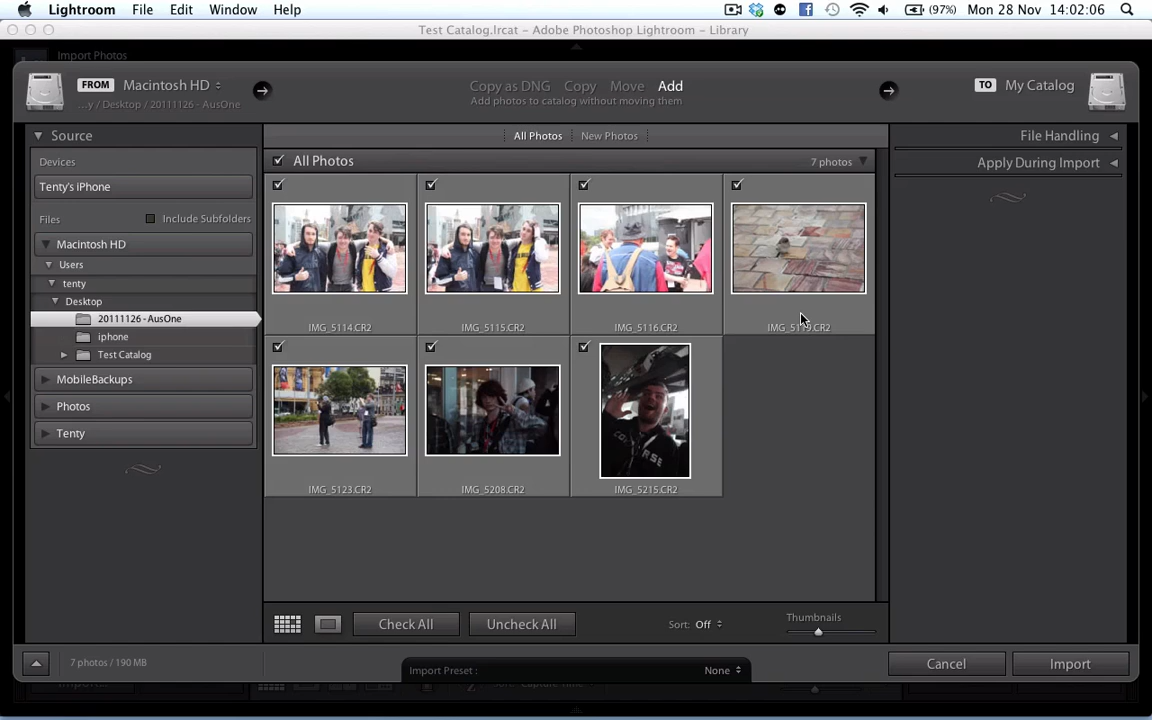 Lightroom File Edit Window Help (97%) Mon 28 Nov 14:02:06
Test Catalog.lrcat - Adobe Photoshop Lightroom - Library
Import Photos
FROM Macintosh HD
...y / Desktop / 20111126 - AusOne
Copy as DNG Copy Move Add
Add photos to catalog without moving them
TO My Catalog
Source
All Photos New Photos
File Handling
Devices
All Photos
7 photos
Apply During Import
Tenty's iPhone
Files
Include Subfolders
Macintosh HD
Users
tenty
Desktop
20111126 - AusOne
iphone
Test Catalog
MobileBackups
Photos
Tenty
IMG_5114.CR2
IMG_5115.CR2
IMG_5116.CR2
IMG_5123.CR2
IMG_5208.CR2
IMG_5215.CR2
Check All
Uncheck All
Sort: Off
Thumbnails
7 photos / 190 MB
Import Preset :
None
Cancel
Import